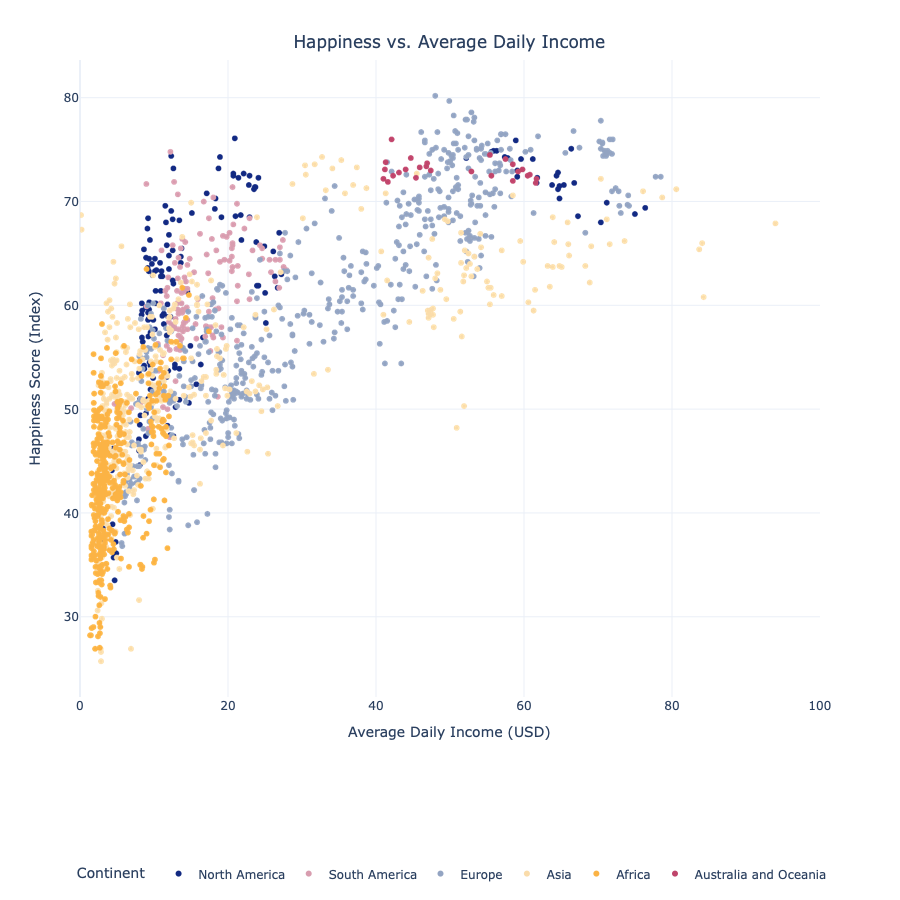 Happiness vs. Average Daily Income
Happiness Score (Index)
80
70
60
50
40
30
0 20 40 60 80 100
Average Daily Income (USD)
Continent North America South America Europe Asia Africa Australia and Oceania